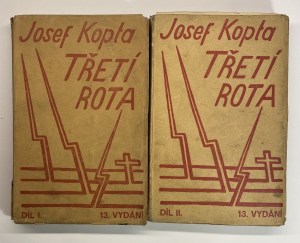 Josef Kopta
TŘETÍ
ROTA
DÍL I.
13. VYDÁNÍ
Josef Kopta
TŘETÍ
ROTA
DÍL II.
13. VYDÁNÍ